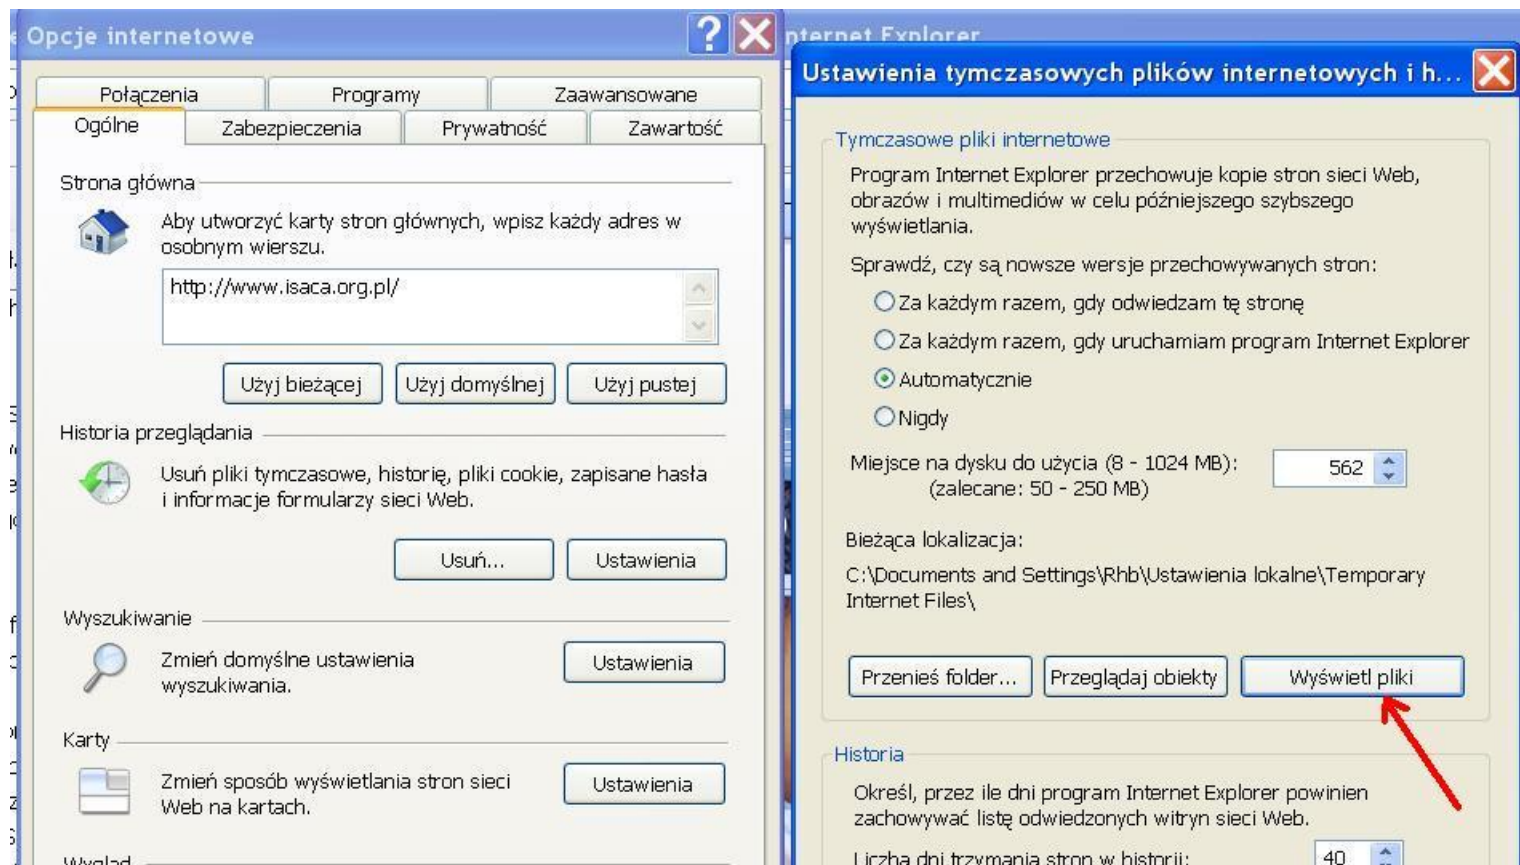 Opcje internetowe
Połączenia Programy Zaawansowane
Ogólne Zabezpieczenia Prywatność Zawartość
Strona główna
Aby utworzyć karty stron głównych, wpisz każdy adres w
osobnym wierszu.
http://www.isaca.org.pl/
Użyj bieżącej Użyj domyślnej Użyj pustej
Historia przeglądania
Usuń pliki tymczasowe, historię, pliki cookie, zapisane hasła
i informacje formularzy sieci Web.
Usuń... Ustawienia
Wyszukiwanie
Zmień domyślne ustawienia
wyszukiwania.
Ustawienia
Karty
Zmień sposób wyświetlania stron sieci
Web na kartach.
Ustawienia
Wygląd
nternet Explorer
Ustawienia tymczasowych plików internetowych i h...
Tymczasowe pliki internetowe
Program Internet Explorer przechowuje kopie stron sieci Web,
obrazów i multimediów w celu późniejszego szybszego
wyświetlania.
Sprawdź, czy są nowsze wersje przechowywanych stron:
Za każdym razem, gdy odwiedzam tę stronę
Za każdym razem, gdy uruchamiam program Internet Explorer
Automatycznie
Nigdy
Miejsce na dysku do użycia (8 - 1024 MB): 562
(zalecane: 50 - 250 MB)
Bieżąca lokalizacja:
C:\Documents and Settings\Rhb\Ustawienia lokalne\Temporary
Internet Files\
Przenieś folder... Przeglądaj obiekty Wyświetl pliki
Historia
Określ, przez ile dni program Internet Explorer powinien
zachowywać listę odwiedzonych witryn sieci Web.
Liczba dni trzymania stron w historii: 40